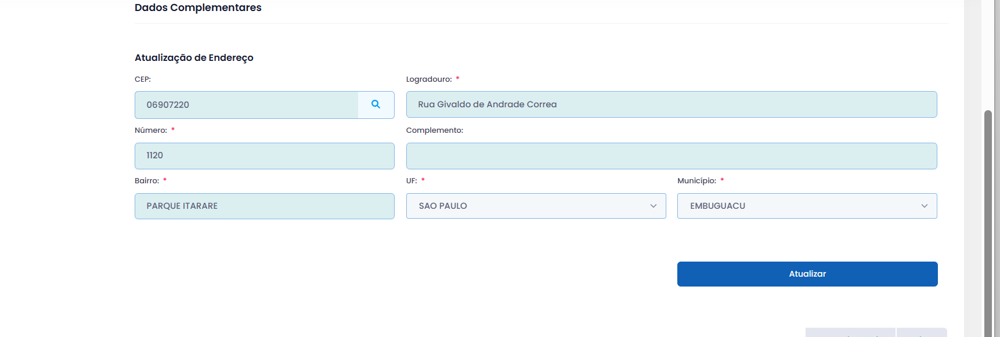 Dados Complementares
Atualização de Endereço
CEP:
Logradouro: *
06907220
Rua Givaldo de Andrade Correa
Número: *
Complemento:
1120
Bairro: *
UF: *
Município: *
PARQUE ITARARE
SAO PAULO
EMBUGUACU
Atualizar